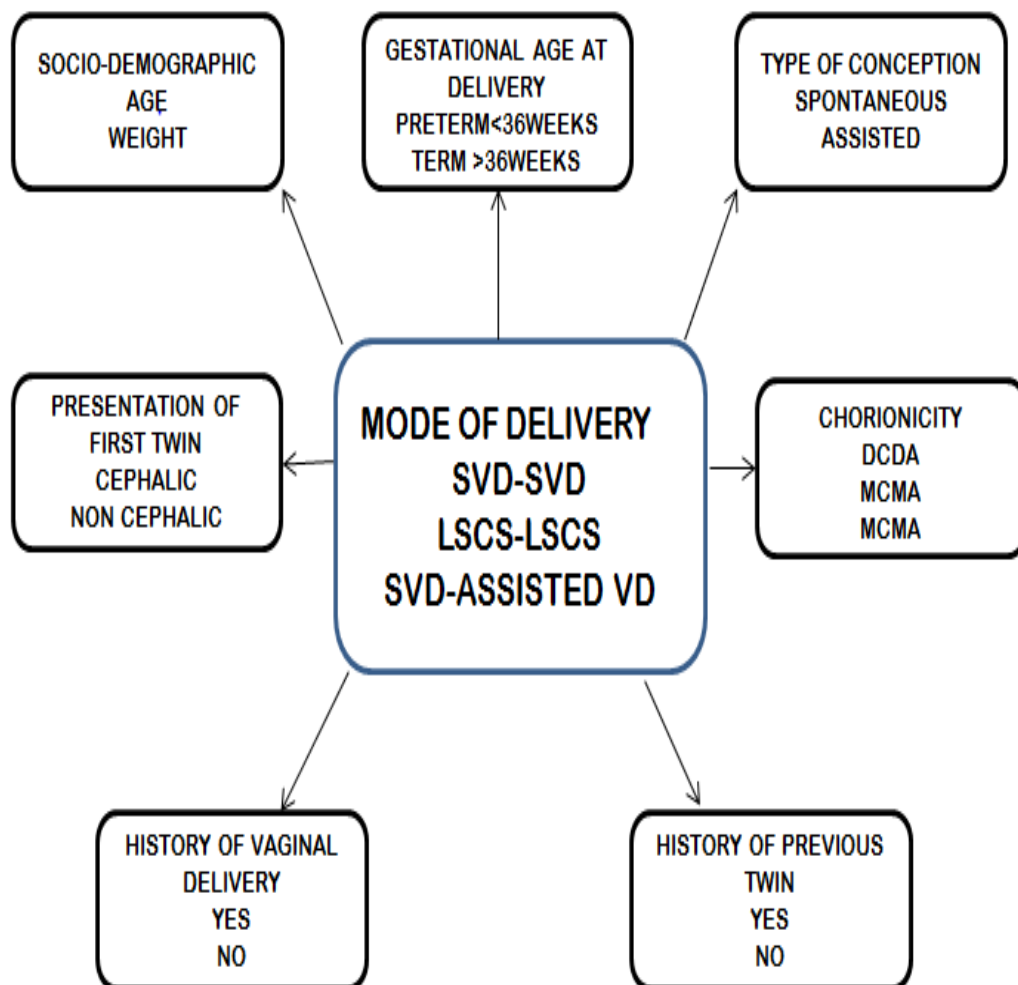 SOCIO-DEMOGRAPHIC
AGE
WEIGHT
GESTATIONAL AGE AT
DELIVERY
PRETERM<36WEEKS
TERM >36WEEKS
TYPE OF CONCEPTION
SPONTANEOUS
ASSISTED
PRESENTATION OF
FIRST TWIN
CEPHALIC
NON CEPHALIC
MODE OF DELIVERY
SVD-SVD
LSCS-LSCS
SVD-ASSISTED VD
CHORIONICITY
DCDA
MCMA
MCMA
HISTORY OF VAGINAL
DELIVERY
YES
NO
HISTORY OF PREVIOUS
TWIN
YES
NO